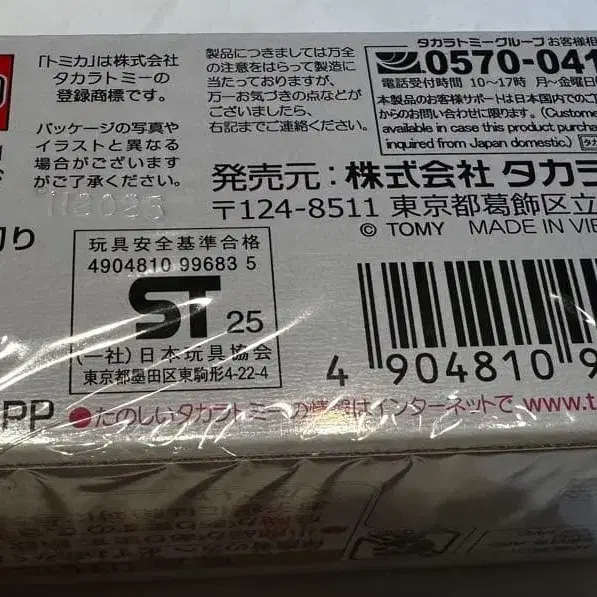 「トミカ」は株式会社
タカラトミーの
登録商標です。
パッケージの写真や
イラストと異なる
場合がございます
がご了承ください。
製品につきましては万全
の注意をはらって製造に
当たっておりますが、
万一お気づきの点などが
ございましたら、
右記までご連絡ください。
タカラトミーグループ お客様相
0570-041
電話受付時間 10〜17時 月〜金曜日
本製品のお客様サポートは日本国内でのご
からのお問い合わせに限ります。(Custome
available in case this product purcha
inquired from Japan domestic.)
発売元：株式会社 タカラ
〒124-8511 東京都葛飾区立
© TOMY MADE IN VIE
切り
玩具安全基準合格
4904810 99683 5
ST 25
(一社)日本玩具協会
東京都墨田区東駒形4-22-4
4 904810 9
PP
●たのしいタカラトミーの情報はインターネットで www.t